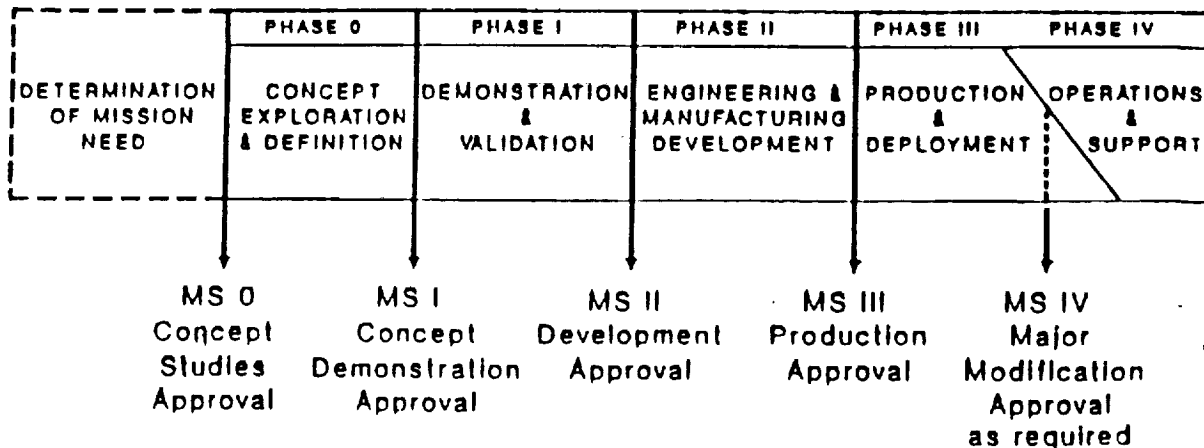 PHASE 0
PHASE I
PHASE II
PHASE III
PHASE IV
DETERMINATION
OF MISSION
NEED
CONCEPT
EXPLORATION
& DEFINITION
DEMONSTRATION
&
VALIDATION
ENGINEERING &
MANUFACTURING
DEVELOPMENT
PRODUCTION
&
DEPLOYMENT
OPERATIONS
&
SUPPORT
MS 0
Concept
Studies
Approval
MS I
Concept
Demonstration
Approval
MS II
Development
Approval
MS III
Production
Approval
MS IV
Major
Modification
Approval
as required